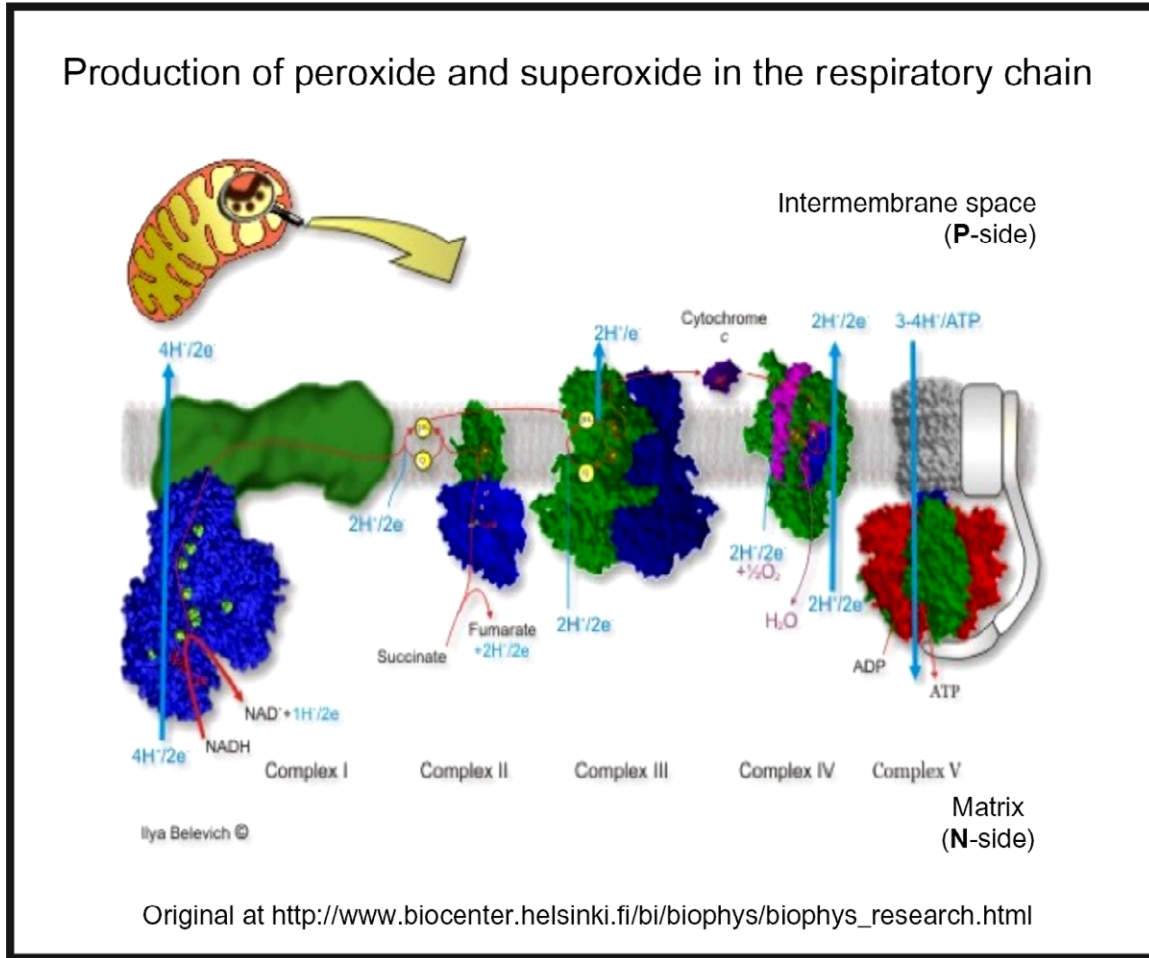 Production of peroxide and superoxide in the respiratory chain
Intermembrane space
(P-side)
4H⁺/2e⁻
2H⁺/e⁻
Cytochrome
c
2H⁺/2e⁻
3-4H⁺/ATP
Q
Q
2H⁺/2e⁻
2H⁺/2e⁻
+½O₂
H₂O
2H⁺/2e⁻
2H⁺/2e⁻
Fumarate
+2H⁺/2e⁻
Succinate
ADP
ATP
NAD⁺+1H⁺/2e⁻
NADH
4H⁺/2e⁻
Complex I
Complex II
Complex III
Complex IV
Complex V
Matrix
(N-side)
Ilya Belevich ©
Original at http://www.biocenter.helsinki.fi/bi/biophys/biophys_research.html